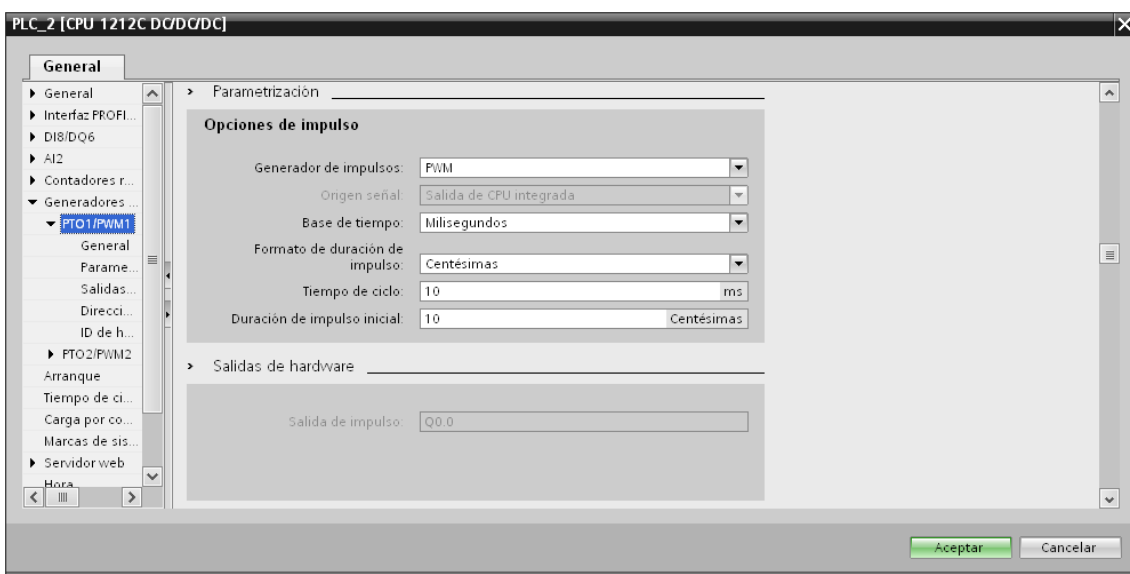 PLC_2 [CPU 1212C DC/DC/DC]
General
General
Interfaz PROFI...
DI8/DQ6
AI2
Contadores r...
Generadores ...
PTO1/PWM1
General
Parame...
Salidas...
Direcci...
ID de h...
PTO2/PWM2
Arranque
Tiempo de ci...
Carga por co...
Marcas de sis...
Servidor web
Hora
Parametrización
Opciones de impulso
Generador de impulsos: PWM
Origen señal: Salida de CPU integrada
Base de tiempo: Milisegundos
Formato de duración de
impulso: Centésimas
Tiempo de ciclo: 10 ms
Duración de impulso inicial: 10 Centésimas
Salidas de hardware
Salida de impulso: Q0.0
Aceptar
Cancelar